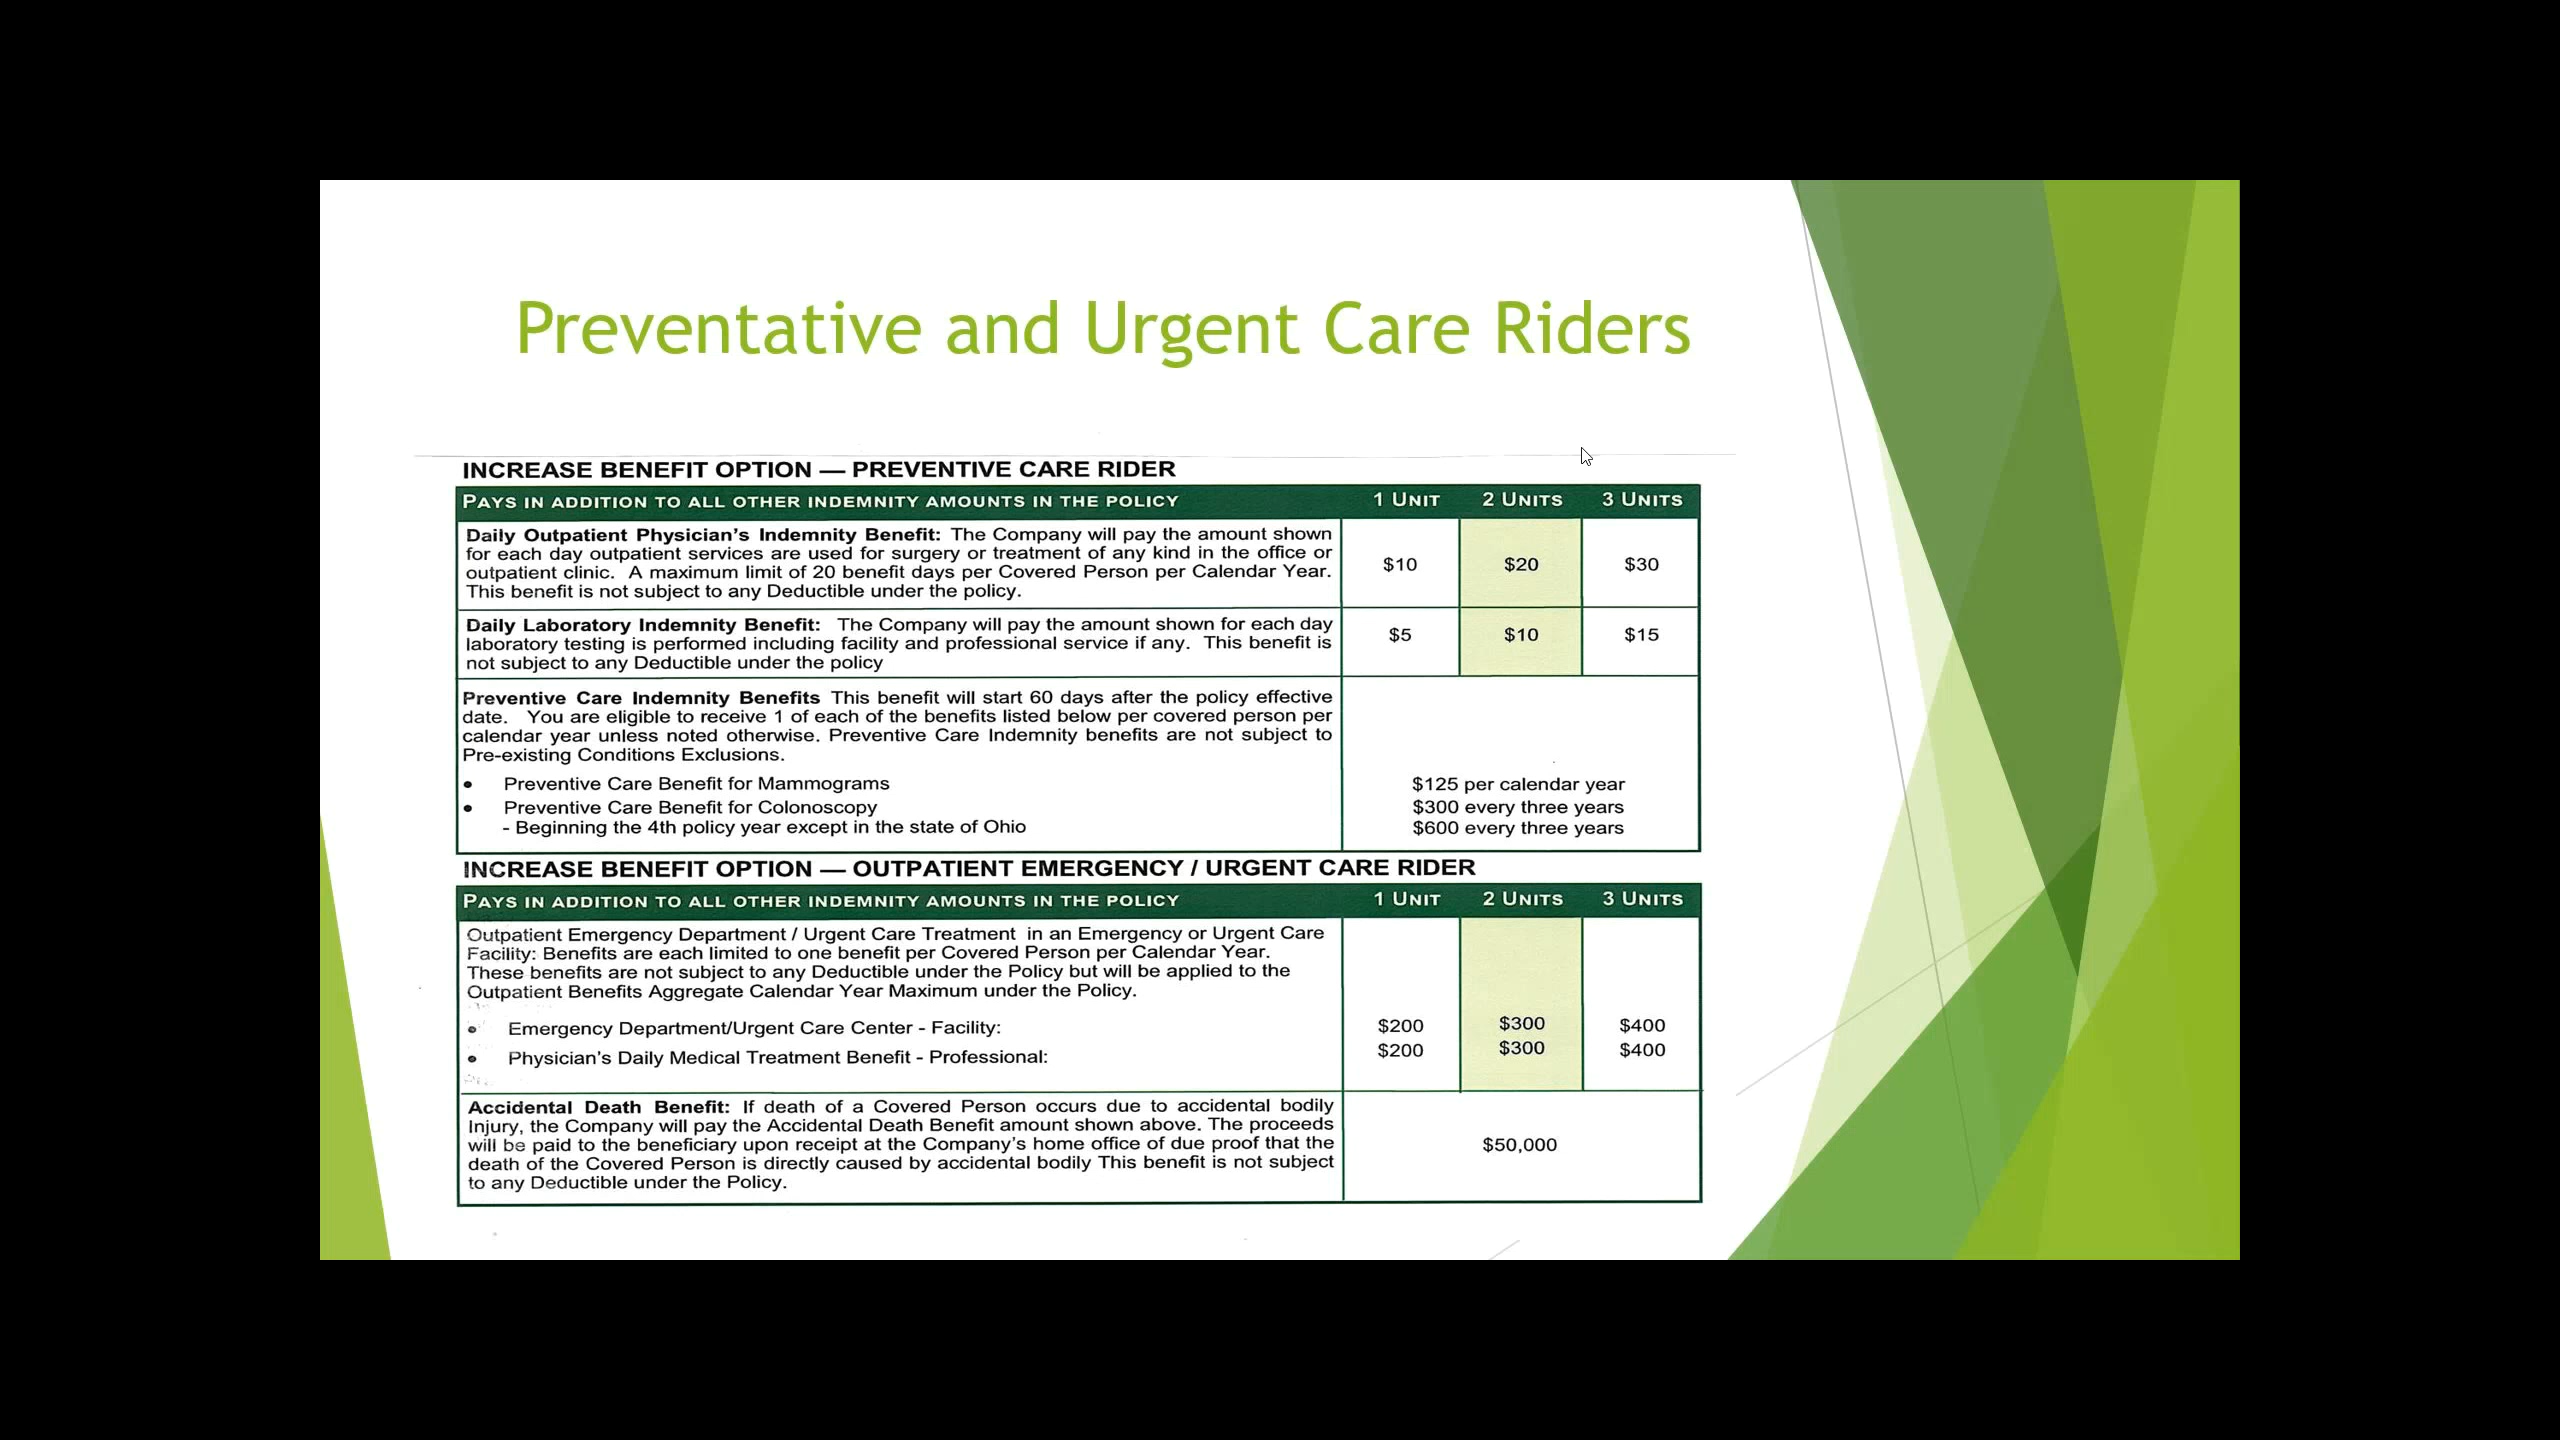 Preventative and Urgent Care Riders
INCREASE BENEFIT OPTION — PREVENTIVE CARE RIDER
PAYS IN ADDITION TO ALL OTHER INDEMNITY AMOUNTS IN THE POLICY 1 UNIT 2 UNITS 3 UNITS
Daily Outpatient Physician's Indemnity Benefit: The Company will pay the amount shown
for each day outpatient services are used for surgery or treatment of any kind in the office or
outpatient clinic. A maximum limit of 20 benefit days per Covered Person per Calendar Year.
This benefit is not subject to any Deductible under the policy.
$10 $20 $30
Daily Laboratory Indemnity Benefit: The Company will pay the amount shown for each day
laboratory testing is performed including facility and professional service if any. This benefit is
not subject to any Deductible under the policy
$5 $10 $15
Preventive Care Indemnity Benefits This benefit will start 60 days after the policy effective
date. You are eligible to receive 1 of each of the benefits listed below per covered person per
calendar year unless noted otherwise. Preventive Care Indemnity benefits are not subject to
Pre-existing Conditions Exclusions.
• Preventive Care Benefit for Mammograms $125 per calendar year
• Preventive Care Benefit for Colonoscopy $300 every three years
- Beginning the 4th policy year except in the state of Ohio $600 every three years
INCREASE BENEFIT OPTION — OUTPATIENT EMERGENCY / URGENT CARE RIDER
PAYS IN ADDITION TO ALL OTHER INDEMNITY AMOUNTS IN THE POLICY 1 UNIT 2 UNITS 3 UNITS
Outpatient Emergency Department / Urgent Care Treatment in an Emergency or Urgent Care
Facility: Benefits are each limited to one benefit per Covered Person per Calendar Year.
These benefits are not subject to any Deductible under the Policy but will be applied to the
Outpatient Benefits Aggregate Calendar Year Maximum under the Policy.
• Emergency Department/Urgent Care Center - Facility: $200 $300 $400
• Physician's Daily Medical Treatment Benefit - Professional: $200 $300 $400
Accidental Death Benefit: If death of a Covered Person occurs due to accidental bodily
Injury, the Company will pay the Accidental Death Benefit amount shown above. The proceeds
will be paid to the beneficiary upon receipt at the Company's home office of due proof that the
death of the Covered Person is directly caused by accidental bodily This benefit is not subject
to any Deductible under the Policy.
$50,000